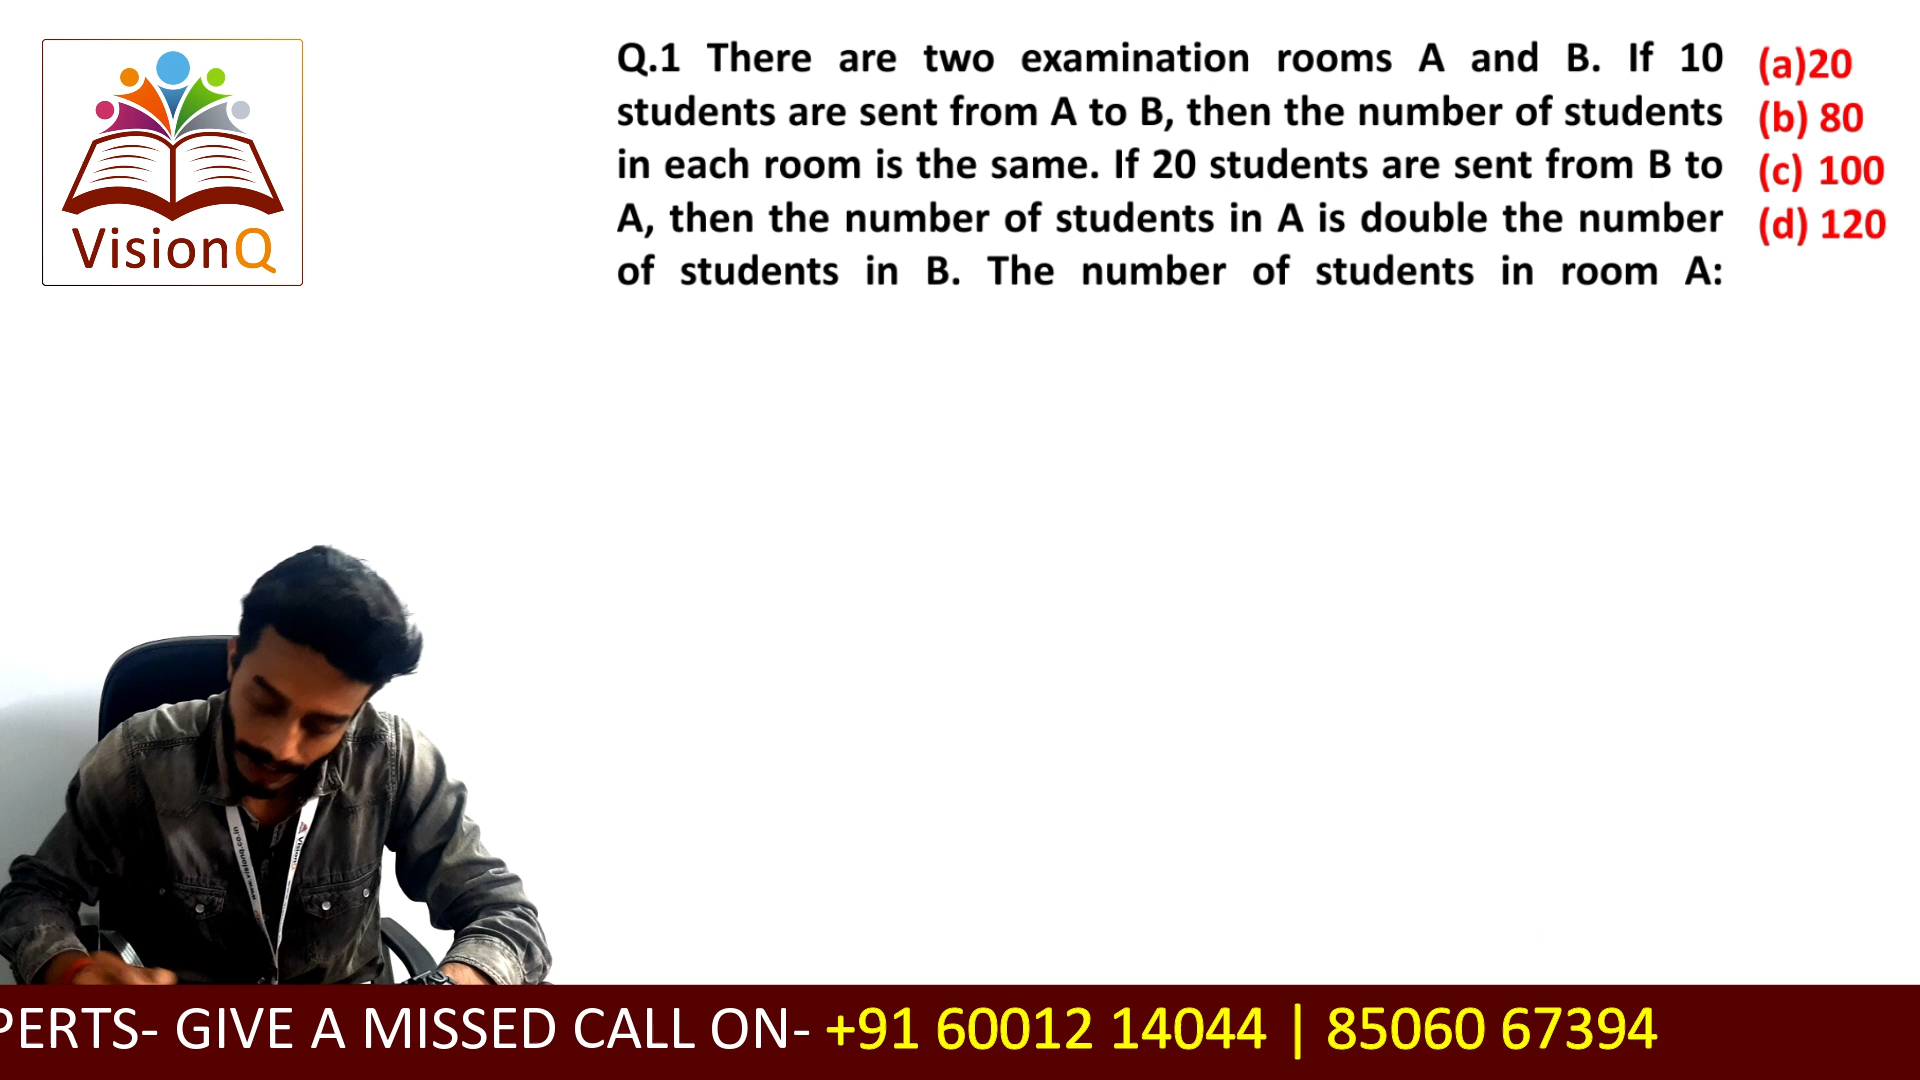 VisionQ
Q.1 There are two examination rooms A and B. If 10
students are sent from A to B, then the number of students
in each room is the same. If 20 students are sent from B to
A, then the number of students in A is double the number
of students in B. The number of students in room A:
(a)20
(b) 80
(c) 100
(d) 120
PERTS- GIVE A MISSED CALL ON- +91 60012 14044 | 85060 67394